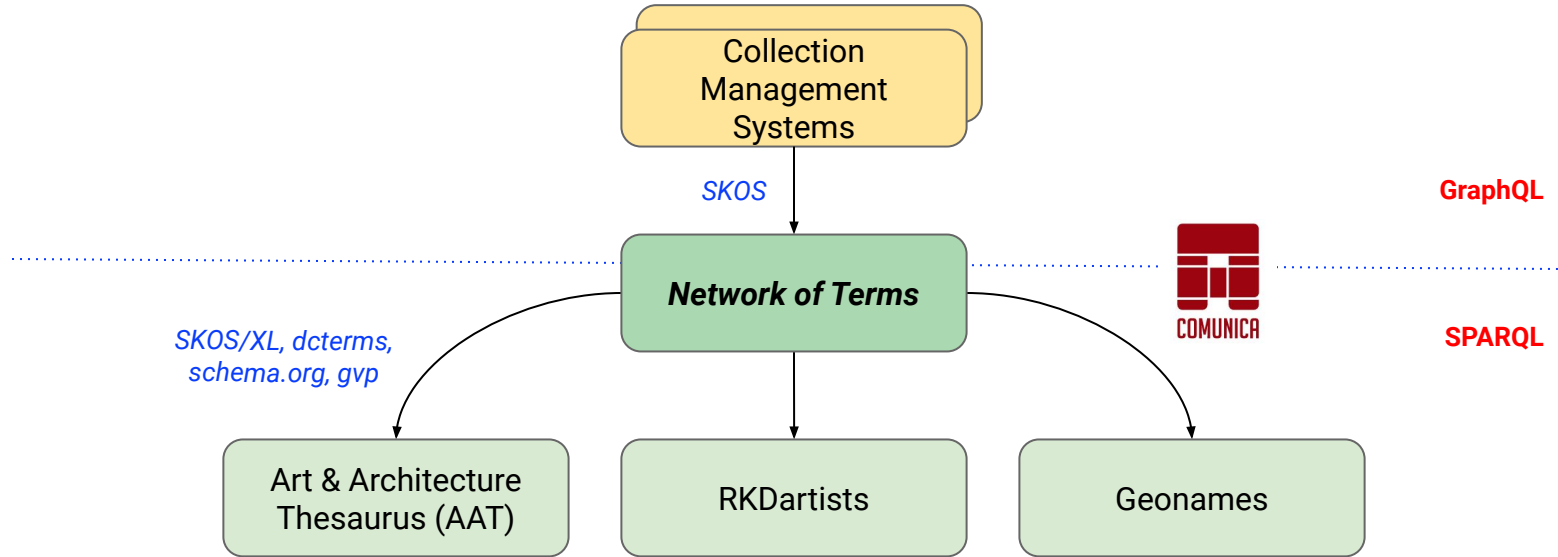 Collection
Management
Systems
SKOS
GraphQL
Network of Terms
COMUNICA
SKOS/XL, dcterms,
schema.org, gvp
SPARQL
Art & Architecture
Thesaurus (AAT)
RKDartists
Geonames